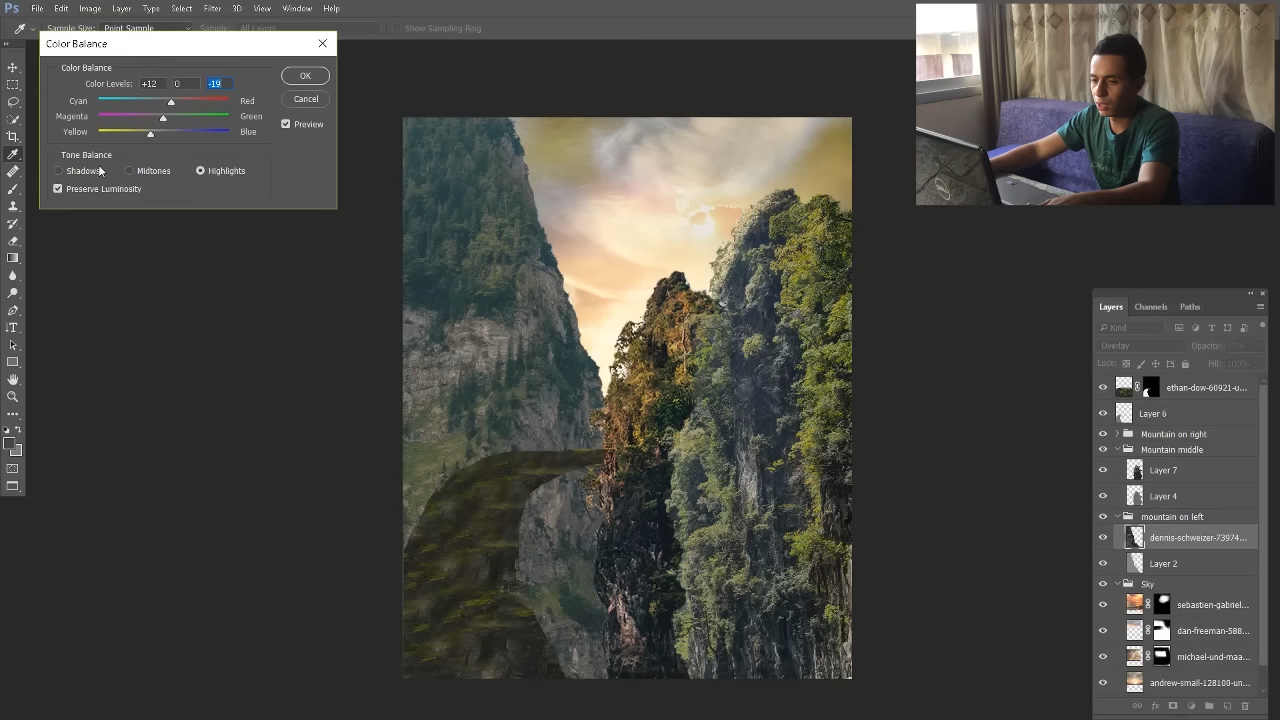 Ps File Edit Image Layer Type Select Filter 3D View Window Help
Sample Size: Point Sample Sample: All Layers Show Sampling Ring
Color Balance
Color Balance
Color Levels: +12 0 -19
Cyan Red
Magenta Green
Yellow Blue
Tone Balance
Shadows Midtones Highlights
Preserve Luminosity
OK
Cancel
Preview
Layers Channels Paths
Kind
Overlay Opacity: 77%
Lock: Fill: 100%
ethan-dow-60921-u...
Layer 6
Mountain on right
Mountain middle
Layer 7
Layer 4
mountain on left
dennis-schweizer-73974...
Layer 2
Sky
sebastien-gabriel...
dan-freeman-588...
michael-und-maa...
andrew-small-128100-un...